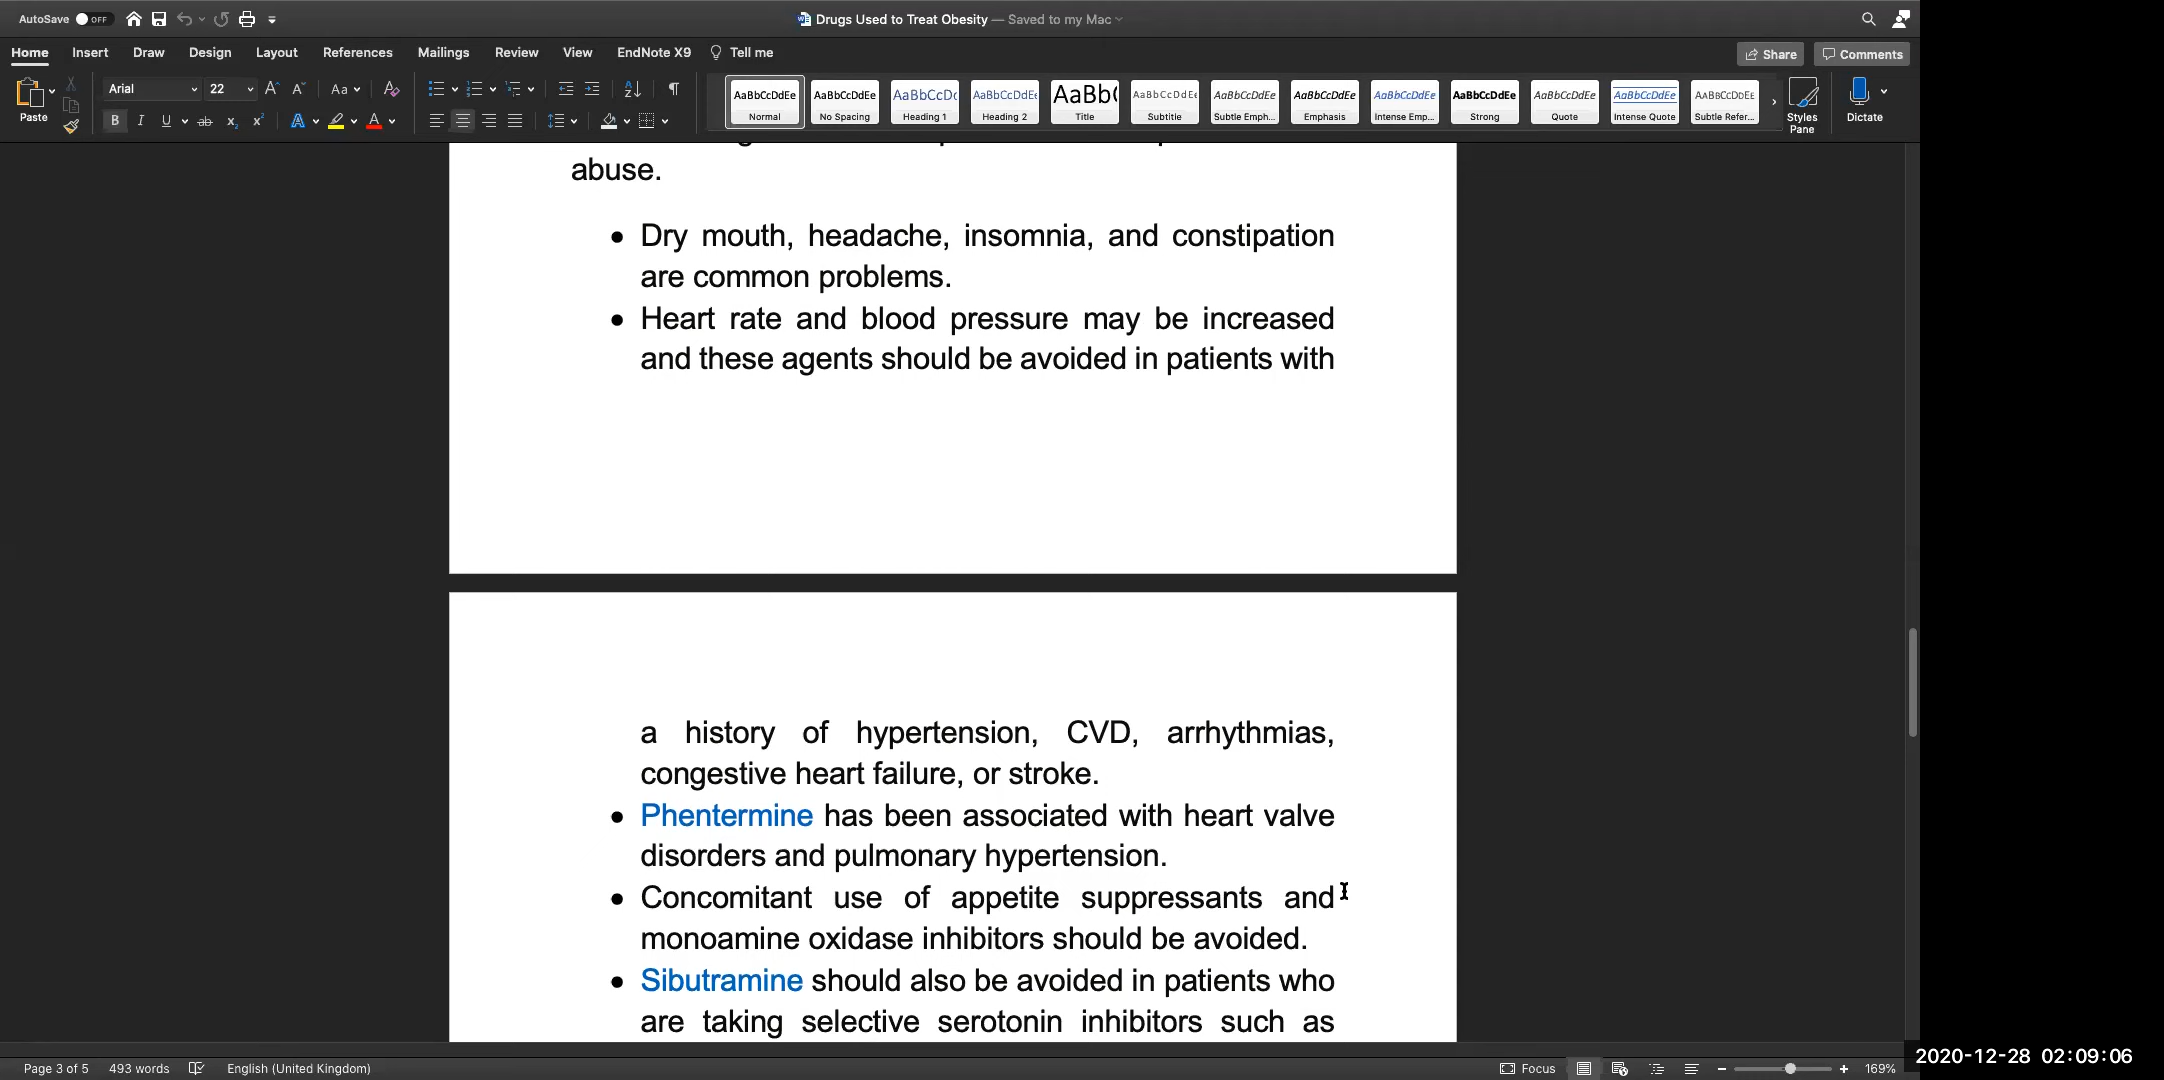 AutoSave OFF
Drugs Used to Treat Obesity — Saved to my Mac
Home Insert Draw Design Layout References Mailings Review View EndNote X9 Tell me
Share Comments
Paste
Arial 22
AaBbCcDdEe AaBbCcDdEe AaBbCcDc AaBbCcDdEe AaBb( AaBbCcDdEe AaBbCcDdEe AaBbCcDdEe AaBbCcDdEe AaBbCcDdEe AaBbCcDdEe AaBbCcDdEe AaBbCcDdEe
Normal No Spacing Heading 1 Heading 2 Title Subtitle Subtle Emph... Emphasis Intense Emp... Strong Quote Intense Quote Subtle Refer...
Styles Pane
Dictate
abuse.
• Dry mouth, headache, insomnia, and constipation
are common problems.
• Heart rate and blood pressure may be increased
and these agents should be avoided in patients with
a history of hypertension, CVD, arrhythmias,
congestive heart failure, or stroke.
• Phentermine has been associated with heart valve
disorders and pulmonary hypertension.
• Concomitant use of appetite suppressants and
monoamine oxidase inhibitors should be avoided.
• Sibutramine should also be avoided in patients who
are taking selective serotonin inhibitors such as
Page 3 of 5 493 words English (United Kingdom)
Focus 169%
2020-12-28 02:09:06